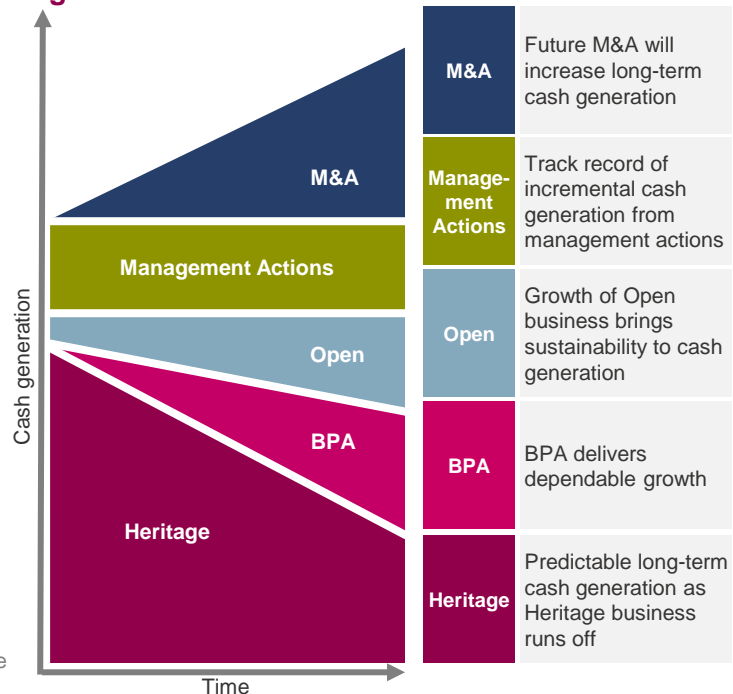 M&A
Management Actions
Open
BPA
Heritage
Cash generation
Time
M&A
Future M&A will
increase long-term
cash generation
Manage-
ment
Actions
Track record of
incremental cash
generation from
management actions
Open
Growth of Open
business brings
sustainability to cash
generation
BPA
BPA delivers
dependable growth
Heritage
Predictable long-term
cash generation as
Heritage business
runs off